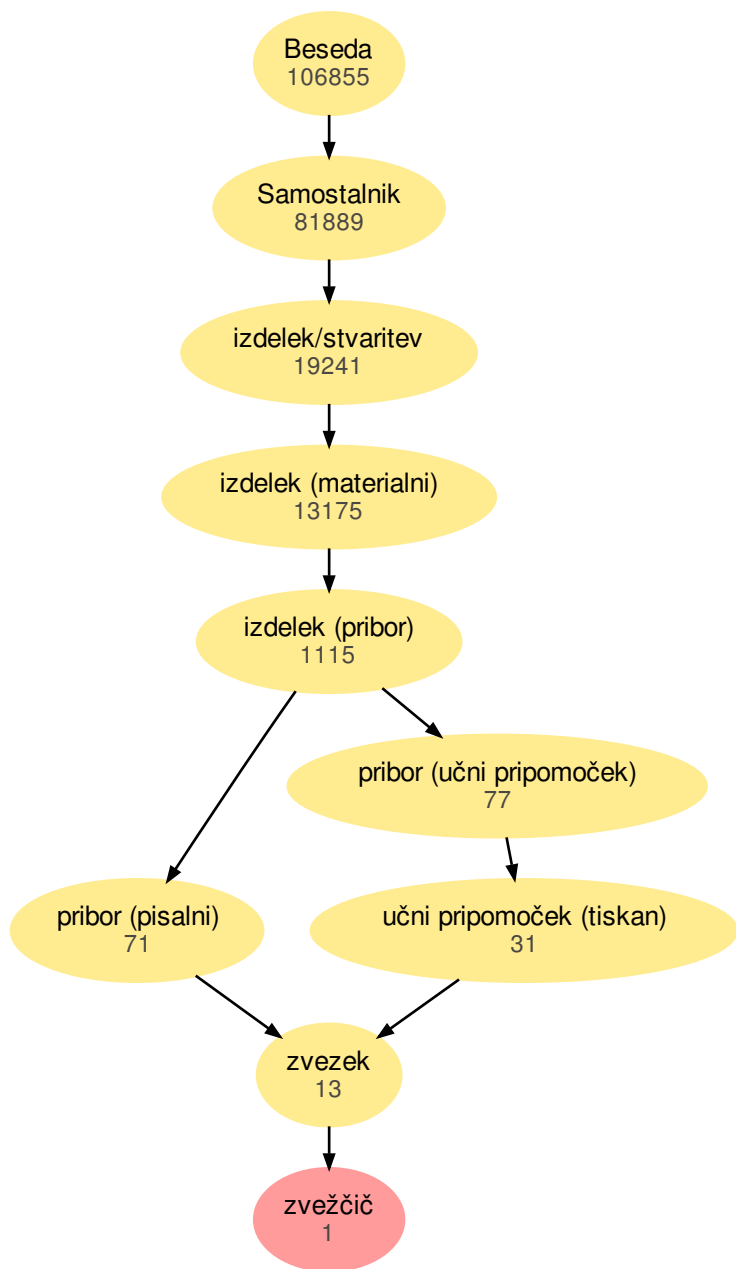 Beseda
106855
Samostalnik
81889
izdelek/stvaritev
19241
izdelek (materialni)
13175
izdelek (pribor)
1115
pribor (učni pripomoček)
77
pribor (pisalni)
71
učni pripomoček (tiskan)
31
zvezek
13
zvežčič
1